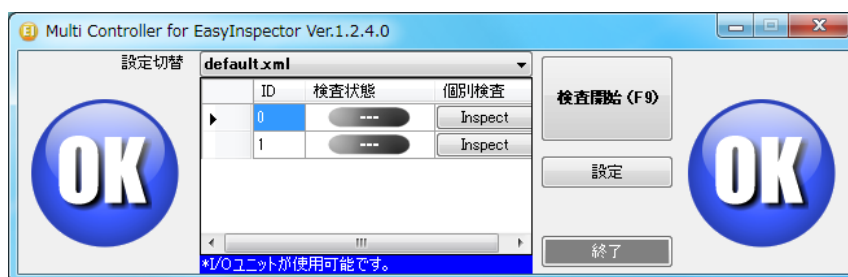 Multi Controller for EasyInspector Ver.1.2.4.0
設定切替 default.xml
ID 検査状態 個別検査
0 --- Inspect
1 --- Inspect
*I/Oユニットが使用可能です。
検査開始（F9）
設定
終了
OK
OK